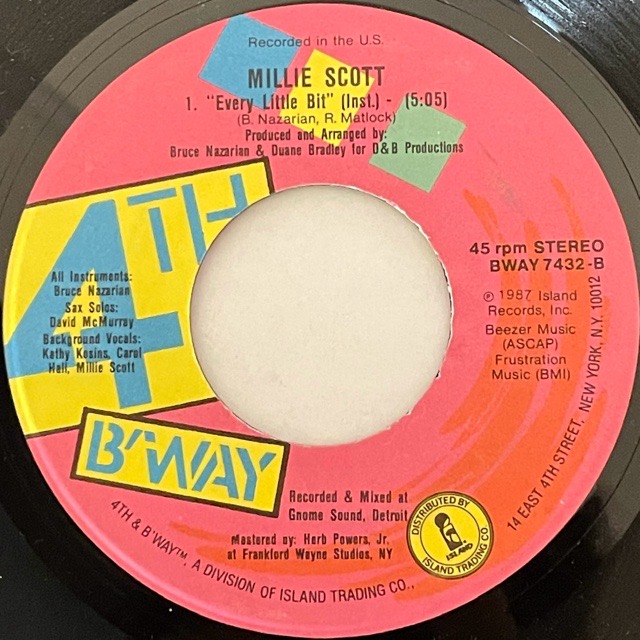 Recorded in the U.S.
MILLIE SCOTT
1. "Every Little Bit" (Inst.) - (5:05)
(B. Nazarian, R. Matlock)
Produced and Arranged by:
Bruce Nazarian & Duane Bradley for D&B Productions
4TH
B'WAY
All Instruments:
Bruce Nazarian
Sax Solos:
David McMurray
Background Vocals:
Kathy Kosins, Carol
Hall, Millie Scott
45 rpm STEREO
BWAY 7432-B
℗ 1987 Island
Records, Inc.
Beezer Music
(ASCAP)
Frustration
Music (BMI)
Recorded & Mixed at
Gnome Sound, Detroit
Mastered by: Herb Powers, Jr.
at Frankford Wayne Studios, NY
DISTRIBUTED BY
ISLAND
ISLAND TRADING CO.
4TH & B'WAY™, A DIVISION OF ISLAND TRADING CO.,
14 EAST 4TH STREET, NEW YORK, N.Y. 10012